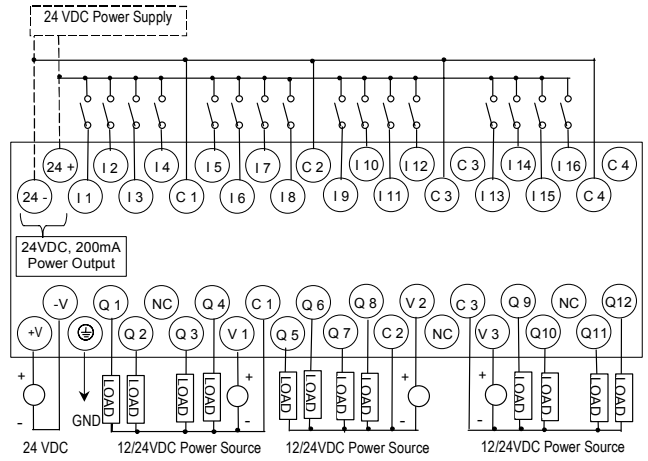 24 VDC Power Supply
24 + I 2 I 4 I 5 I 7 C 2 I 10 I 12 C 3 I 14 I 16 C 4
24 - I 1 I 3 C 1 I 6 I 8 I 9 I 11 C 3 I 13 I 15 C 4
24VDC, 200mA
Power Output
-V Q 1 NC Q 4 C 1 Q 6 Q 8 V 2 C 3 Q 9 NC Q12
+V Q 2 Q 3 V 1 Q 5 Q 7 C 2 NC V 3 Q10 Q11
+ LOAD LOAD LOAD LOAD + LOAD LOAD LOAD LOAD + + LOAD LOAD LOAD LOAD
- GND - - -
24 VDC 12/24VDC Power Source 12/24VDC Power Source 12/24VDC Power Source